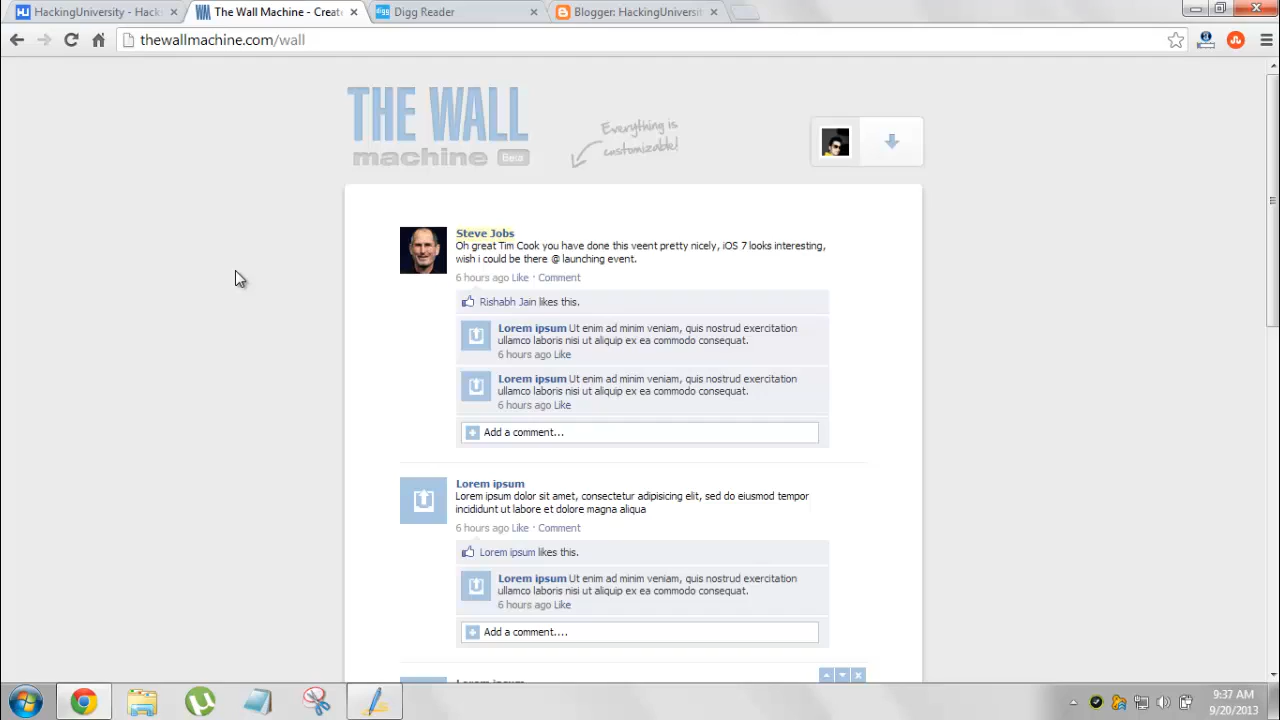 HackingUniversity - Hacks
The Wall Machine - Create
Digg Reader
Blogger: HackingUniversity
thewallmachine.com/wall
THE WALL
machine Beta
Everything is
customizable!
Steve Jobs
Oh great Tim Cook you have done this veent pretty nicely, iOS 7 looks interesting,
wish i could be there @ launching event.
6 hours ago Like · Comment
Rishabh Jain likes this.
Lorem ipsum Ut enim ad minim veniam, quis nostrud exercitation
ullamco laboris nisi ut aliquip ex ea commodo consequat.
6 hours ago Like
Lorem ipsum Ut enim ad minim veniam, quis nostrud exercitation
ullamco laboris nisi ut aliquip ex ea commodo consequat.
6 hours ago Like
Add a comment...
Lorem ipsum
Lorem ipsum dolor sit amet, consectetur adipisicing elit, sed do eiusmod tempor
incididunt ut labore et dolore magna aliqua
6 hours ago Like · Comment
Lorem ipsum likes this.
Lorem ipsum Ut enim ad minim veniam, quis nostrud exercitation
ullamco laboris nisi ut aliquip ex ea commodo consequat.
6 hours ago Like
Add a comment....
Lorem ipsum
9:37 AM
9/20/2013